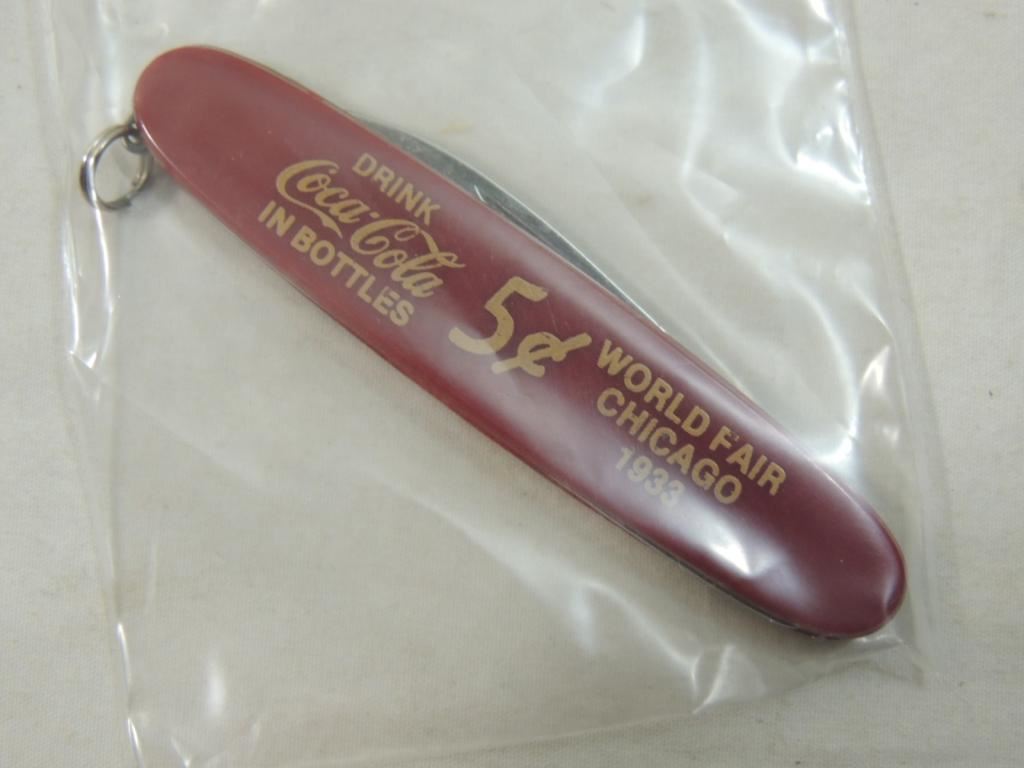 DRINK
Coca-Cola
IN BOTTLES
5¢
WORLD FAIR
CHICAGO
1933